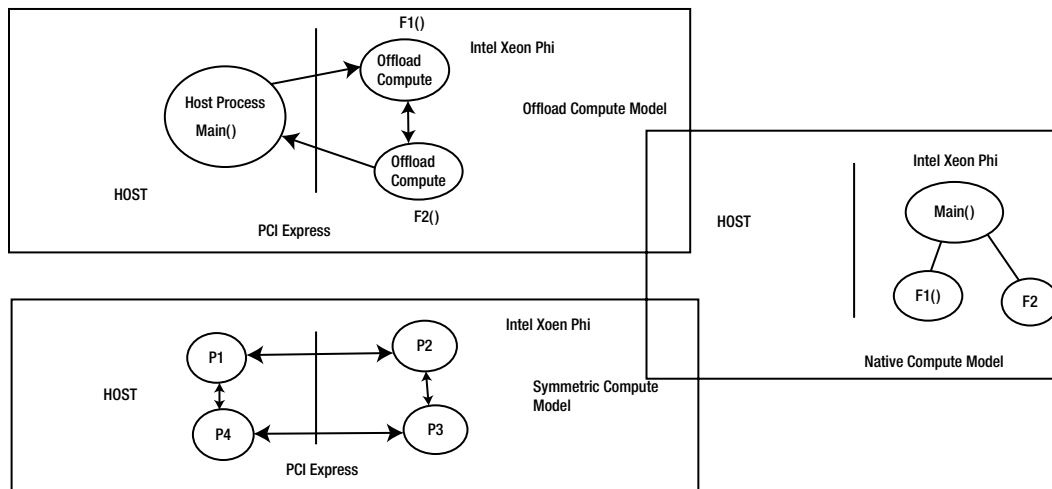 F1()
Intel Xeon Phi
Offload
Compute
Host Process
Main()
Offload Compute Model
Offload
Compute
HOST
F2()
PCI Express
Intel Xeon Phi
HOST
Main()
F1()
F2
Native Compute Model
Intel Xoen Phi
P1
P2
HOST
Symmetric Compute
Model
P4
P3
PCI Express